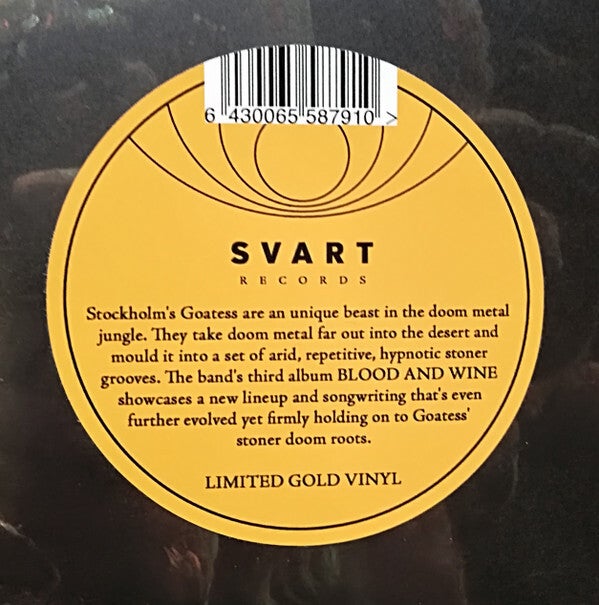 6 430065 587910 >
SVART
RECORDS
Stockholm's Goatess are an unique beast in the doom metal
jungle. They take doom metal far out into the desert and
mould it into a set of arid, repetitive, hypnotic stoner
grooves. The band's third album BLOOD AND WINE
showcases a new lineup and songwriting that's even
further evolved yet firmly holding on to Goatess'
stoner doom roots.
LIMITED GOLD VINYL